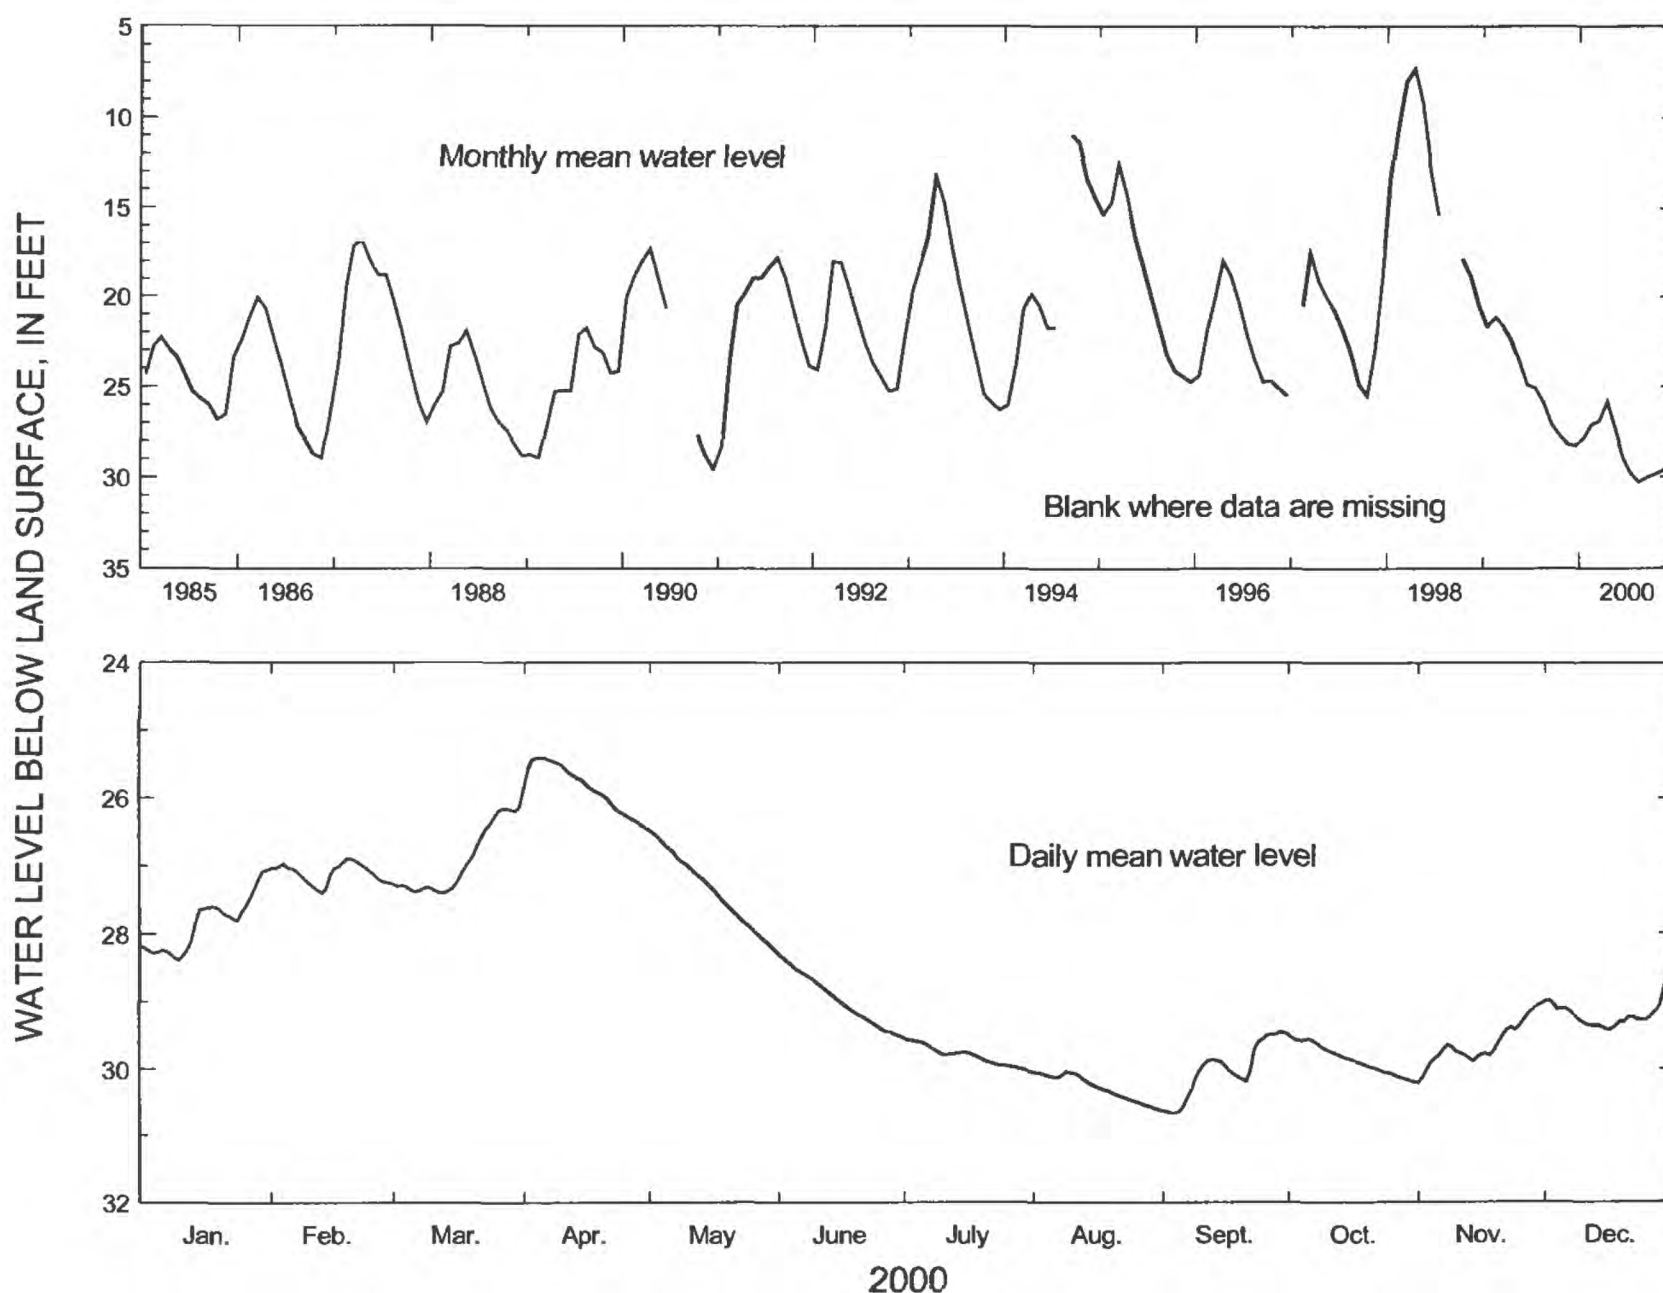 WATER LEVEL BELOW LAND SURFACE, IN FEET
5
10
15
20
25
30
35
Monthly mean water level
Blank where data are missing
1985 1986 1988 1990 1992 1994 1996 1998 2000
24
26
28
30
32
Daily mean water level
Jan. Feb. Mar. Apr. May June July Aug. Sept. Oct. Nov. Dec.
2000